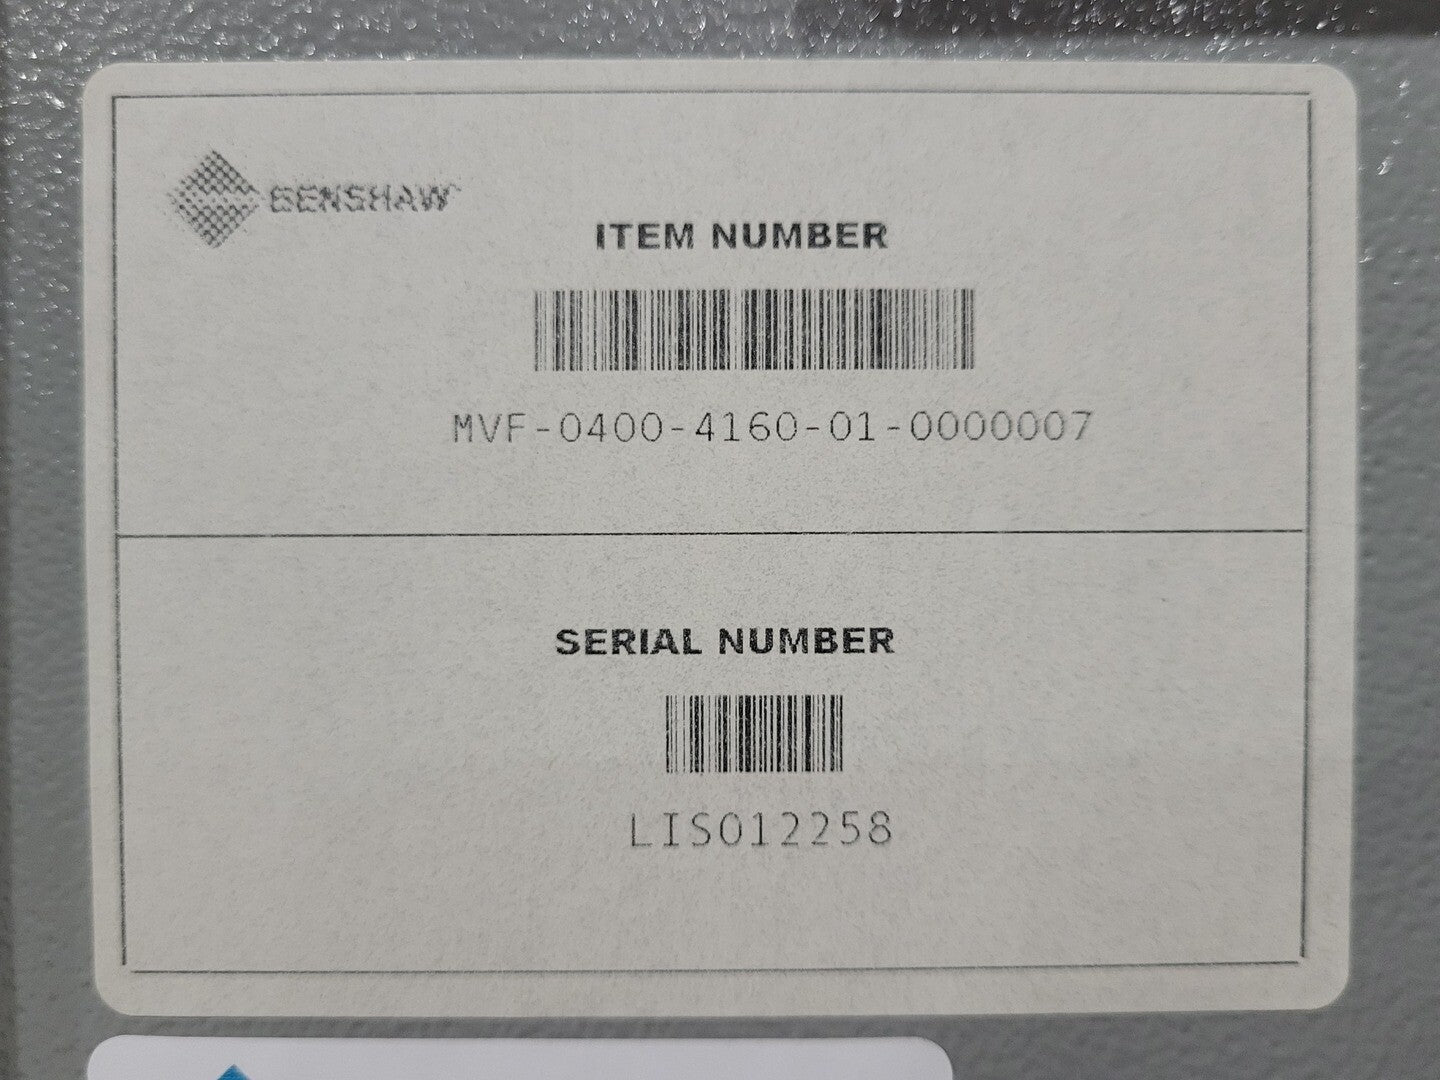 BENSHAW
ITEM NUMBER
MVF-0400-4160-01-0000007
SERIAL NUMBER
LIS012258